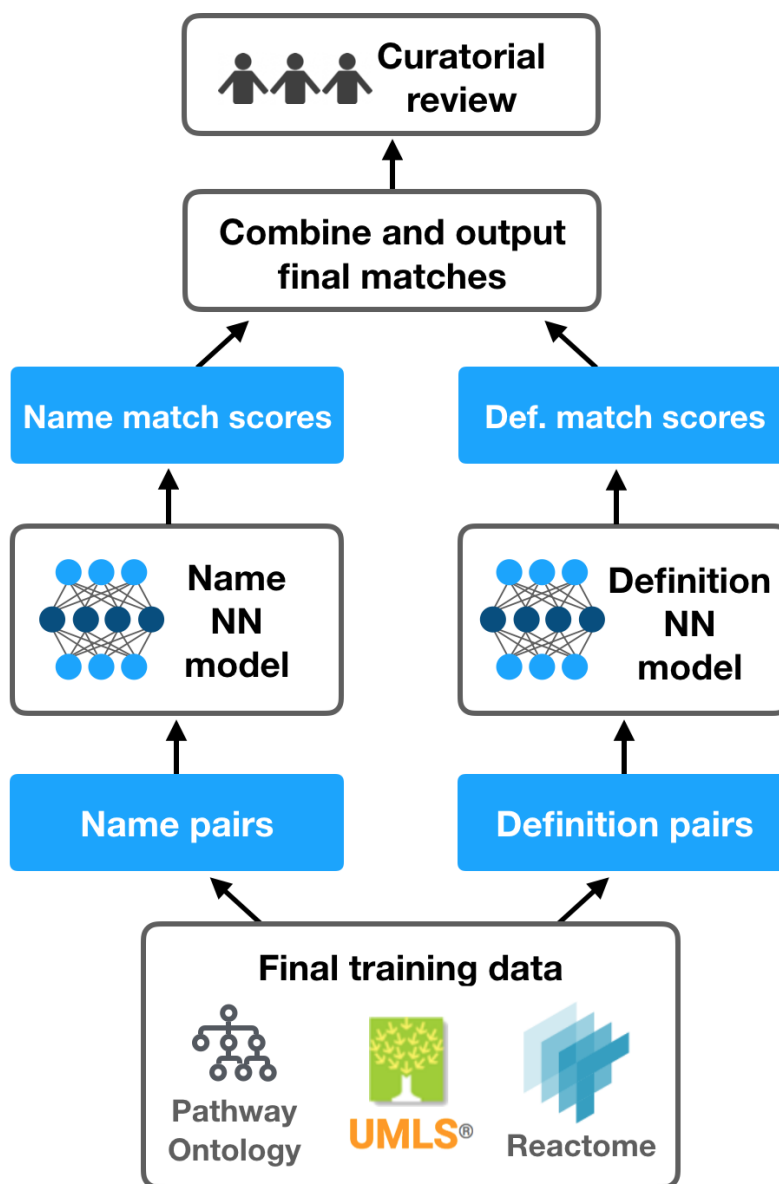 Curatorial
review
Combine and output
final matches
Name match scores
Def. match scores
Name
NN
model
Definition
NN
model
Name pairs
Definition pairs
Final training data
Pathway
Ontology
UMLS®
Reactome